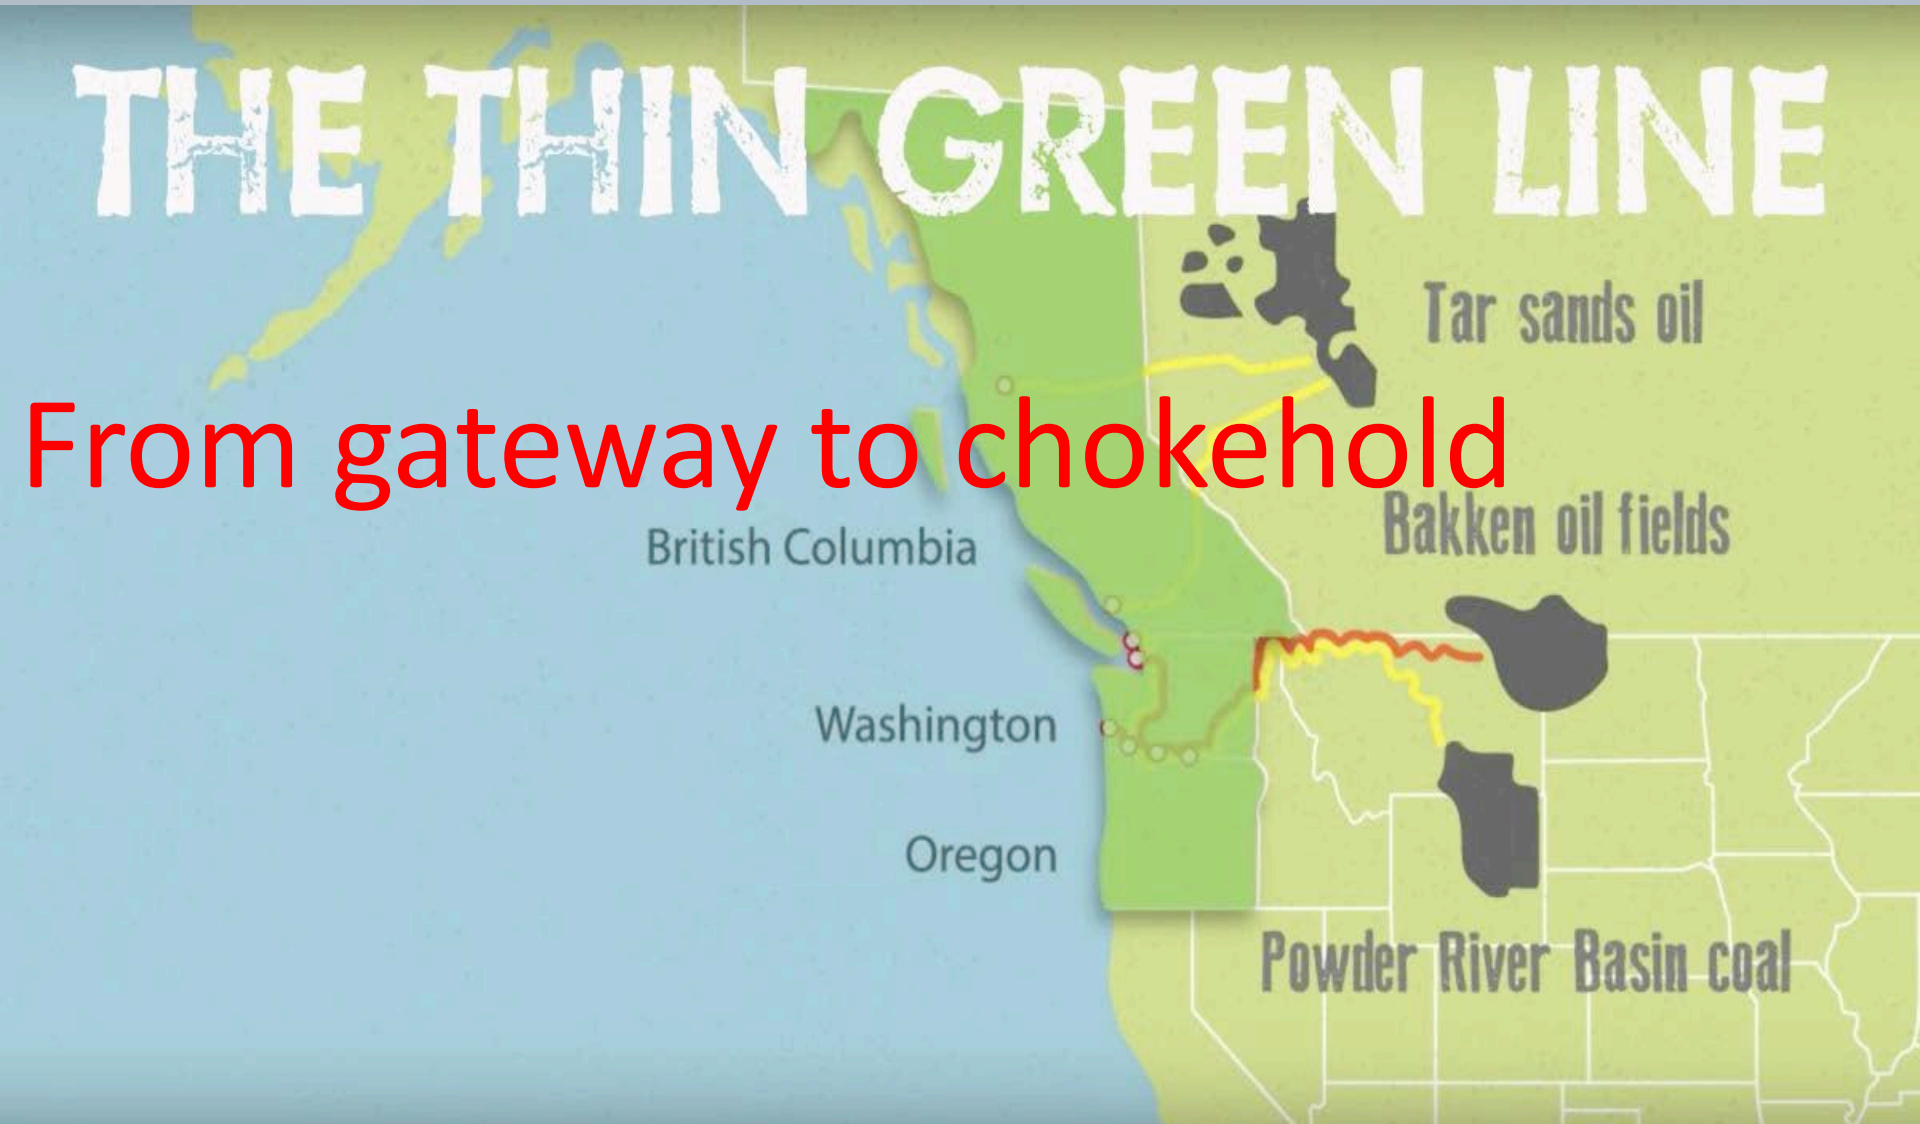 THE THIN GREEN LINE
Tar sands oil
From gateway to chokehold
Bakken oil fields
British Columbia
Washington
Oregon
Powder River Basin coal